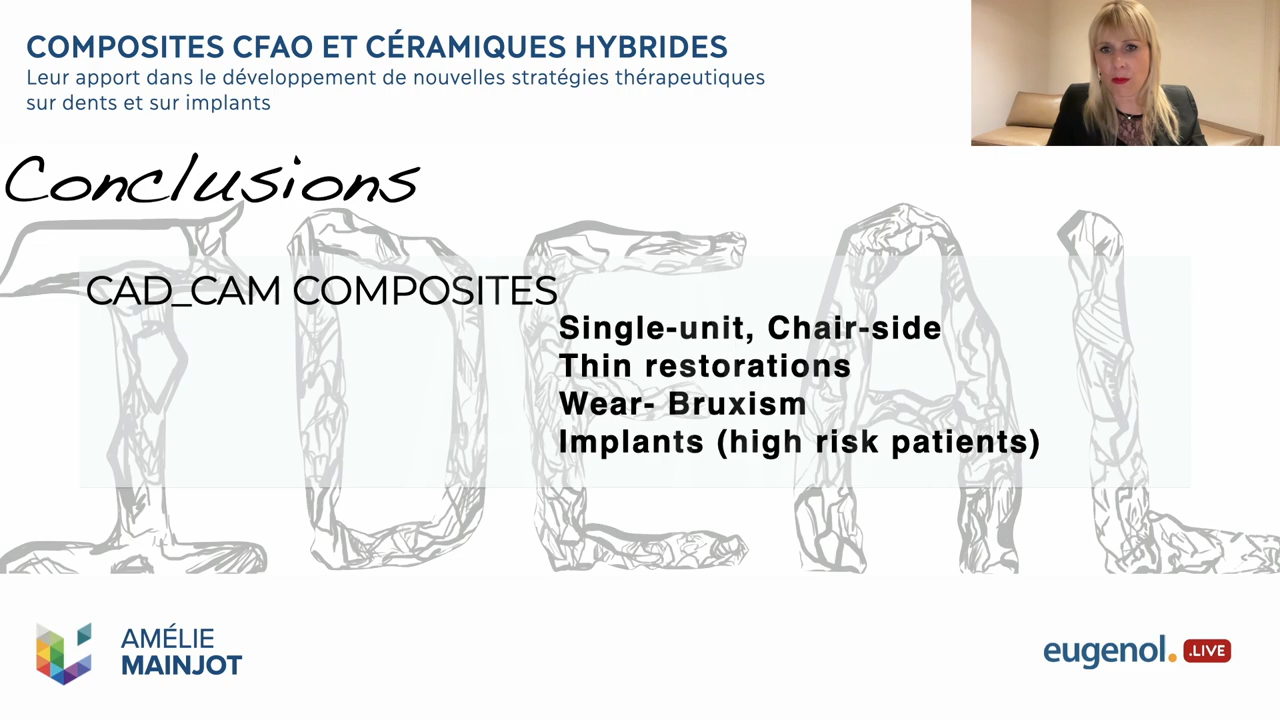 COMPOSITES CFAO ET CÉRAMIQUES HYBRIDES
Leur apport dans le développement de nouvelles stratégies thérapeutiques
sur dents et sur implants
Conclusions
IDEAL
CAD_CAM COMPOSITES
Single-unit, Chair-side
Thin restorations
Wear- Bruxism
Implants (high risk patients)
AMÉLIE
MAINJOT
eugenol. .LIVE